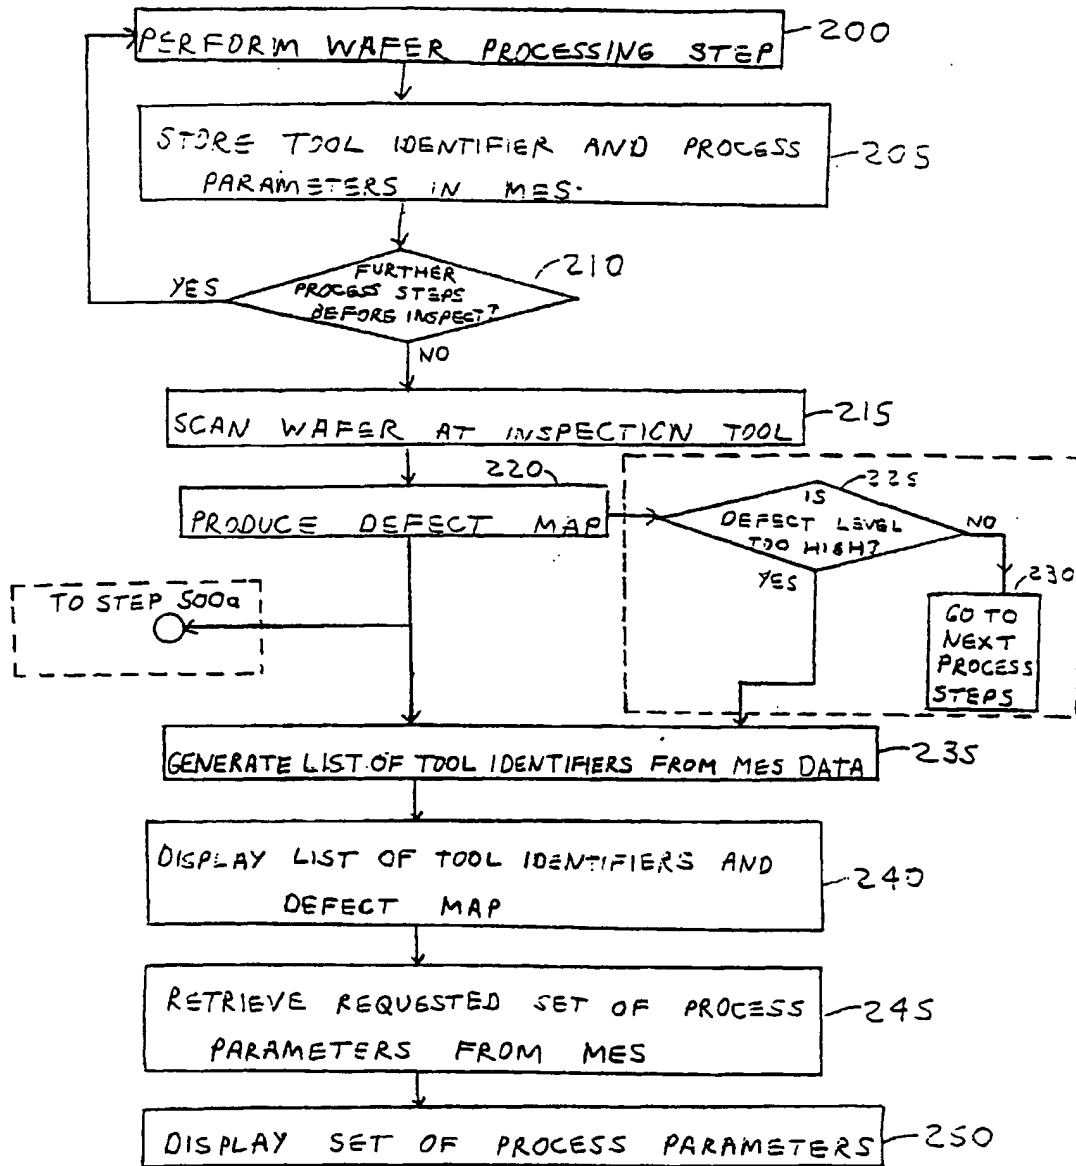 PERFORM WAFER PROCESSING STEP
200
STORE TOOL IDENTIFIER AND PROCESS
PARAMETERS IN MES.
205
FURTHER
PROCESS STEPS
BEFORE INSPECT?
210
YES
NO
SCAN WAFER AT INSPECTION TOOL
215
220
PRODUCE DEFECT MAP
IS
DEFECT LEVEL
TOO HIGH?
225
NO
YES
230
GO TO
NEXT
PROCESS
STEPS
TO STEP 500a
GENERATE LIST OF TOOL IDENTIFIERS FROM MES DATA
235
DISPLAY LIST OF TOOL IDENTIFIERS AND
DEFECT MAP
240
RETRIEVE REQUESTED SET OF PROCESS
PARAMETERS FROM MES
245
DISPLAY SET OF PROCESS PARAMETERS
250